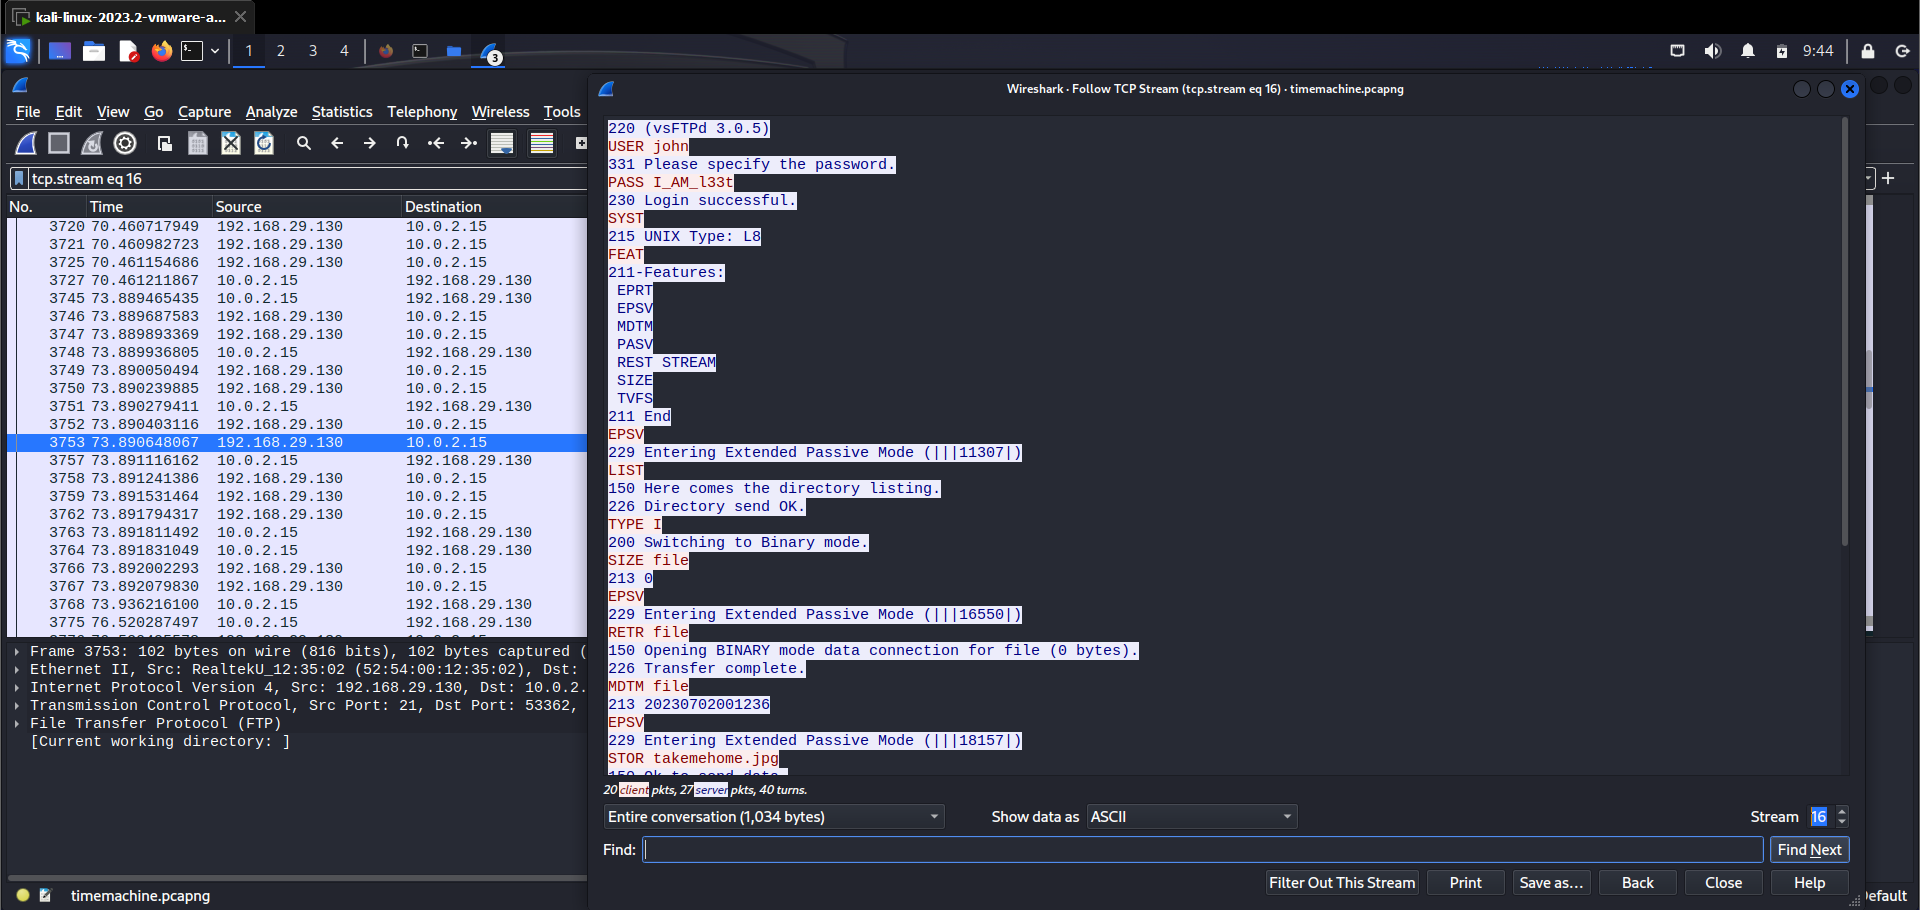 kali-linux-2023.2-vmware-a...
1 2 3 4
3
9:44
File Edit View Go Capture Analyze Statistics Telephony Wireless Tools
tcp.stream eq 16
No. Time Source Destination
3720 70.460717949 192.168.29.130 10.0.2.15
3721 70.460982723 192.168.29.130 10.0.2.15
3725 70.461154686 192.168.29.130 10.0.2.15
3727 70.461211867 10.0.2.15 192.168.29.130
3745 73.889465435 10.0.2.15 192.168.29.130
3746 73.889687583 192.168.29.130 10.0.2.15
3747 73.889893369 192.168.29.130 10.0.2.15
3748 73.889936805 10.0.2.15 192.168.29.130
3749 73.890050494 192.168.29.130 10.0.2.15
3750 73.890239885 192.168.29.130 10.0.2.15
3751 73.890279411 10.0.2.15 192.168.29.130
3752 73.890403116 192.168.29.130 10.0.2.15
3753 73.890648067 192.168.29.130 10.0.2.15
3757 73.891116162 10.0.2.15 192.168.29.130
3758 73.891241386 192.168.29.130 10.0.2.15
3759 73.891531464 192.168.29.130 10.0.2.15
3762 73.891794317 192.168.29.130 10.0.2.15
3763 73.891811492 10.0.2.15 192.168.29.130
3764 73.891831049 10.0.2.15 192.168.29.130
3766 73.892002293 192.168.29.130 10.0.2.15
3767 73.892079830 192.168.29.130 10.0.2.15
3768 73.936216100 10.0.2.15 192.168.29.130
3775 76.520287497 10.0.2.15 192.168.29.130
Frame 3753: 102 bytes on wire (816 bits), 102 bytes captured (
Ethernet II, Src: RealtekU_12:35:02 (52:54:00:12:35:02), Dst:
Internet Protocol Version 4, Src: 192.168.29.130, Dst: 10.0.2.
Transmission Control Protocol, Src Port: 21, Dst Port: 53362,
File Transfer Protocol (FTP)
[Current working directory: ]
timemachine.pcapng
Wireshark · Follow TCP Stream (tcp.stream eq 16) · timemachine.pcapng
220 (vsFTPd 3.0.5)
USER john
331 Please specify the password.
PASS I_AM_l33t
230 Login successful.
SYST
215 UNIX Type: L8
FEAT
211-Features:
EPRT
EPSV
MDTM
PASV
REST STREAM
SIZE
TVFS
211 End
EPSV
229 Entering Extended Passive Mode (|||11307|)
LIST
150 Here comes the directory listing.
226 Directory send OK.
TYPE I
200 Switching to Binary mode.
SIZE file
213 0
EPSV
229 Entering Extended Passive Mode (|||16550|)
RETR file
150 Opening BINARY mode data connection for file (0 bytes).
226 Transfer complete.
MDTM file
213 20230702001236
EPSV
229 Entering Extended Passive Mode (|||18157|)
STOR takemehome.jpg
150 Ok to send data.
20 client pkts, 27 server pkts, 40 turns.
Entire conversation (1,034 bytes) Show data as ASCII Stream 16
Find: Find Next
Filter Out This Stream Print Save as... Back Close Help
efault